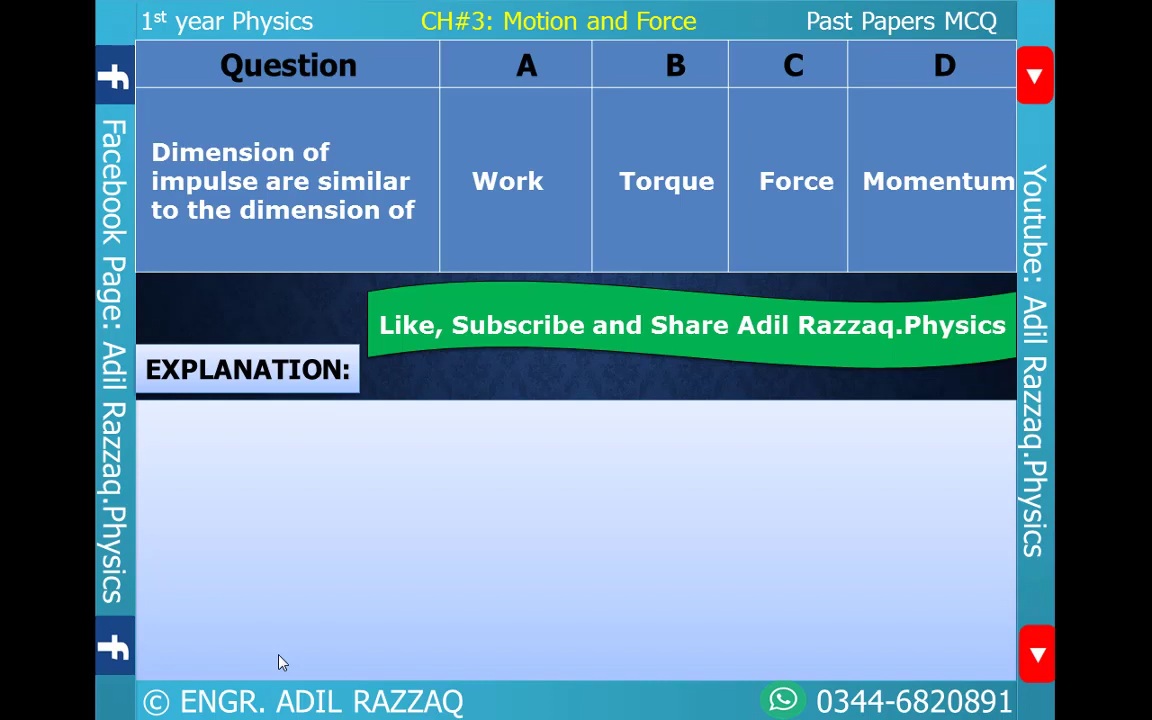 1st year Physics CH#3: Motion and Force Past Papers MCQ
Question A B C D
Dimension of
impulse are similar
to the dimension of
Work Torque Force Momentum
Like, Subscribe and Share Adil Razzaq.Physics
EXPLANATION:
Facebook Page: Adil Razzaq.Physics
Youtube: Adil Razzaq.Physics
© ENGR. ADIL RAZZAQ 0344-6820891